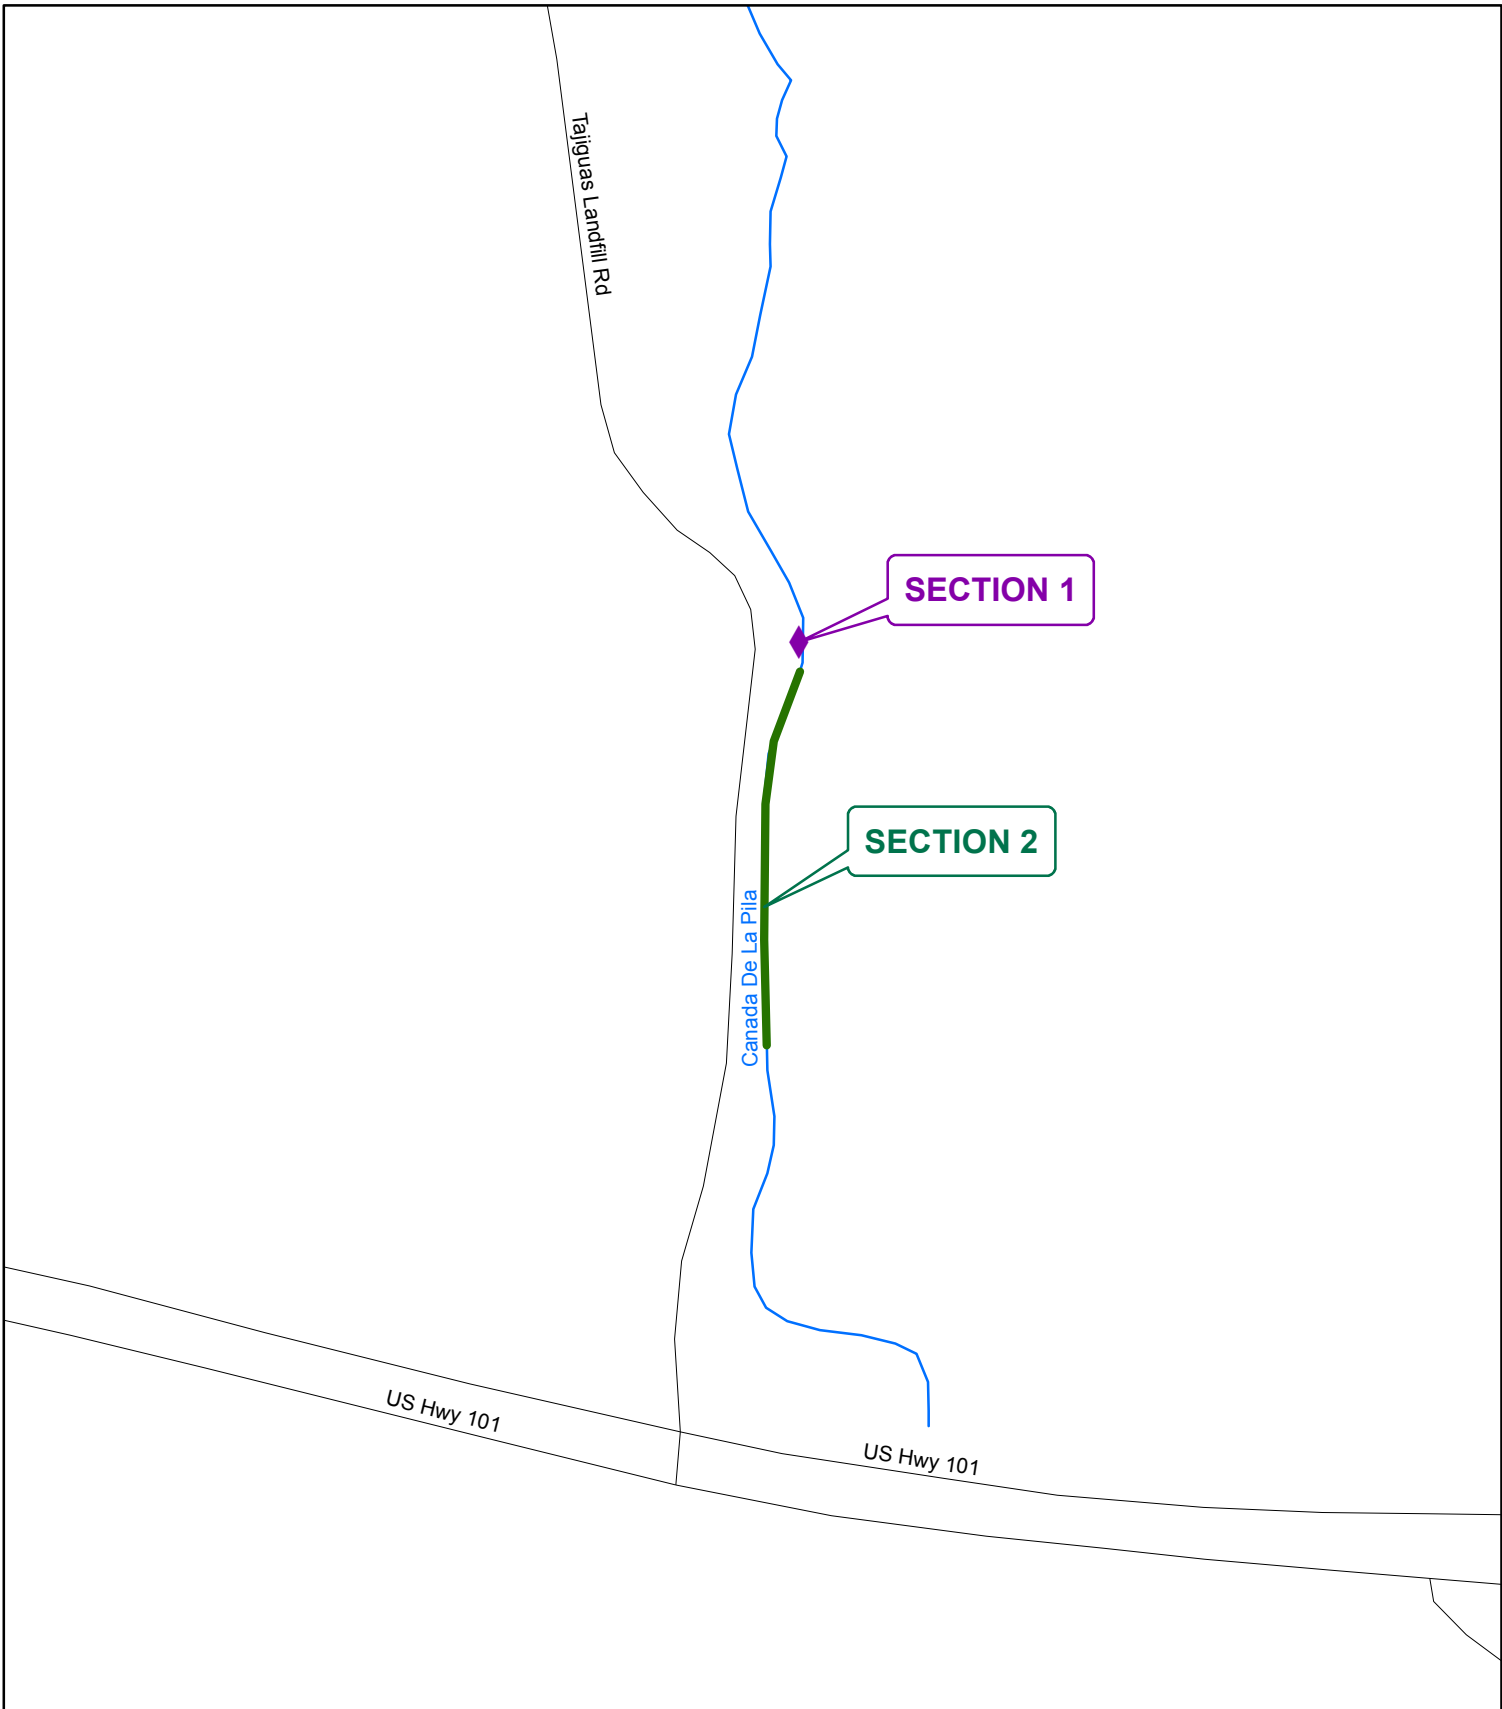 Tajiguas Landfill Rd
SECTION 1
SECTION 2
Canada De La Pila
US Hwy 101
US Hwy 101